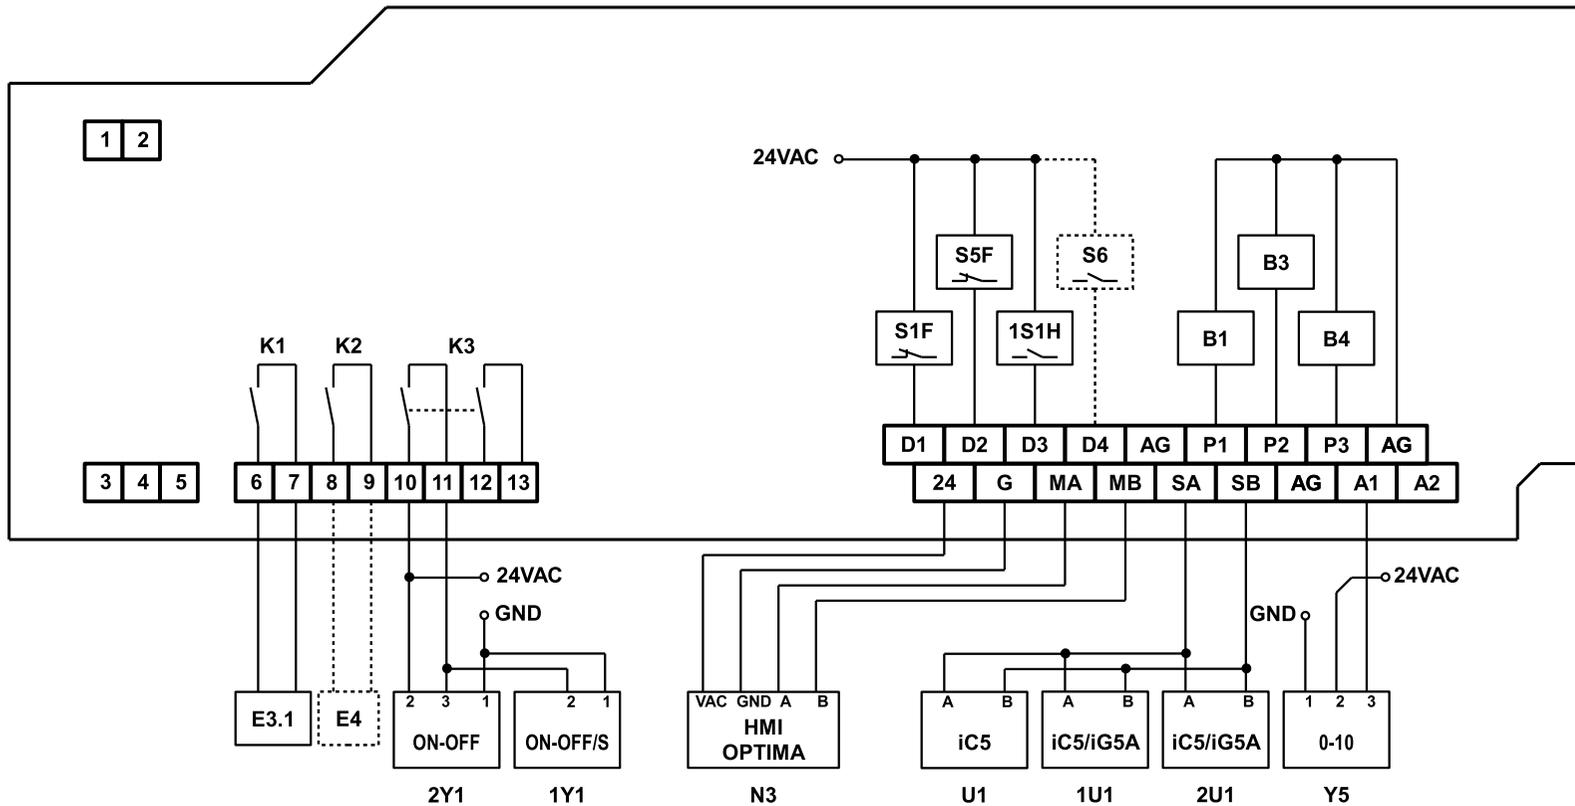 1 2
24VAC
S5F S6 B3
S1F 1S1H B1 B4
K1 K2 K3
D1 D2 D3 D4 AG P1 P2 P3 AG
3 4 5 6 7 8 9 10 11 12 13 24 G MA MB SA SB AG A1 A2
24VAC 24VAC
GND GND
2 3 1 2 1 VAC GND A B A B A B A B 1 2 3
E3.1 E4 ON-OFF ON-OFF/S HMI OPTIMA iC5 iC5/iG5A iC5/iG5A 0-10
2Y1 1Y1 N3 U1 1U1 2U1 Y5